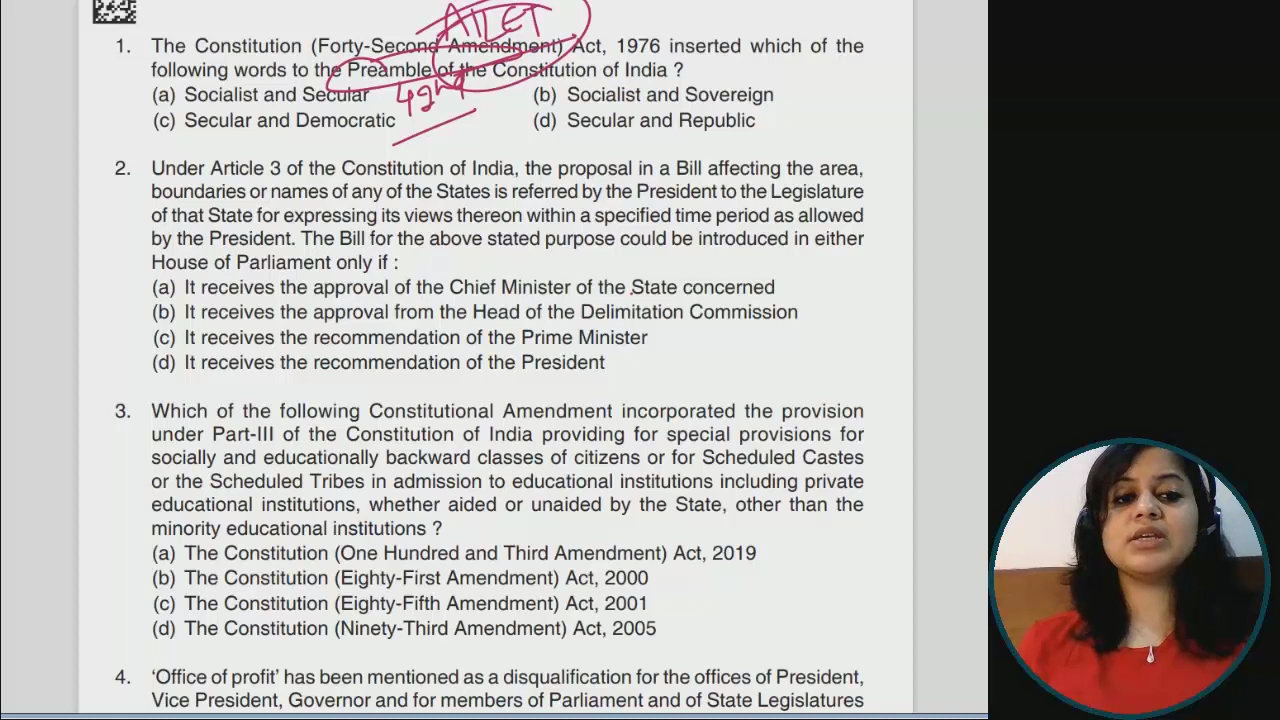 AILET
1. The Constitution (Forty-Second Amendment) Act, 1976 inserted which of the
following words to the Preamble of the Constitution of India ?
42nd
(a) Socialist and Secular (b) Socialist and Sovereign
(c) Secular and Democratic (d) Secular and Republic
2. Under Article 3 of the Constitution of India, the proposal in a Bill affecting the area,
boundaries or names of any of the States is referred by the President to the Legislature
of that State for expressing its views thereon within a specified time period as allowed
by the President. The Bill for the above stated purpose could be introduced in either
House of Parliament only if :
(a) It receives the approval of the Chief Minister of the State concerned
(b) It receives the approval from the Head of the Delimitation Commission
(c) It receives the recommendation of the Prime Minister
(d) It receives the recommendation of the President
3. Which of the following Constitutional Amendment incorporated the provision
under Part-III of the Constitution of India providing for special provisions for
socially and educationally backward classes of citizens or for Scheduled Castes
or the Scheduled Tribes in admission to educational institutions including private
educational institutions, whether aided or unaided by the State, other than the
minority educational institutions ?
(a) The Constitution (One Hundred and Third Amendment) Act, 2019
(b) The Constitution (Eighty-First Amendment) Act, 2000
(c) The Constitution (Eighty-Fifth Amendment) Act, 2001
(d) The Constitution (Ninety-Third Amendment) Act, 2005
4. 'Office of profit' has been mentioned as a disqualification for the offices of President,
Vice President, Governor and for members of Parliament and of State Legislatures